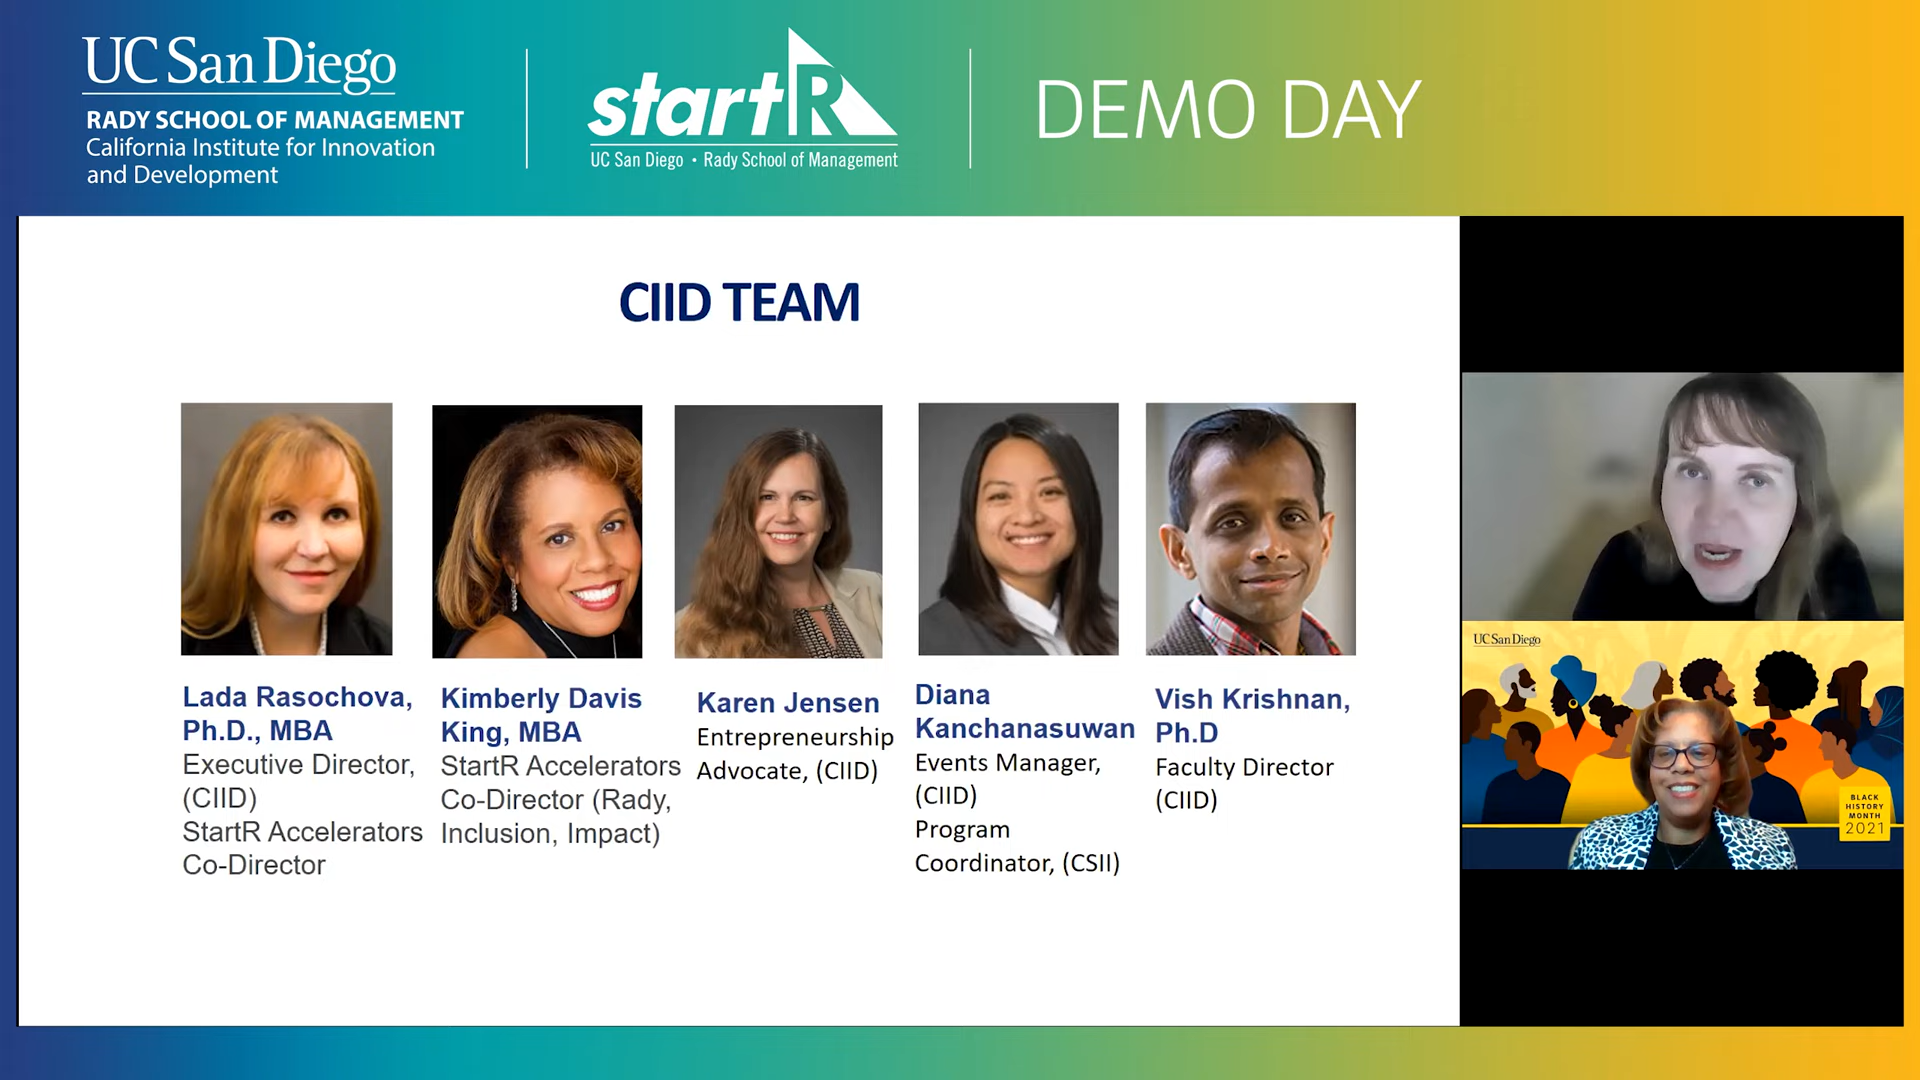 UC San Diego
RADY SCHOOL OF MANAGEMENT
California Institute for Innovation
and Development
startR
UC San Diego • Rady School of Management
DEMO DAY
CIID TEAM
Lada Rasochova,
Ph.D., MBA
Executive Director,
(CIID)
StartR Accelerators
Co-Director
Kimberly Davis
King, MBA
StartR Accelerators
Co-Director (Rady,
Inclusion, Impact)
Karen Jensen
Entrepreneurship
Advocate, (CIID)
Diana
Kanchanasuwan
Events Manager,
(CIID)
Program
Coordinator, (CSII)
Vish Krishnan,
Ph.D
Faculty Director
(CIID)
UC San Diego
BLACK
HISTORY
MONTH
2021